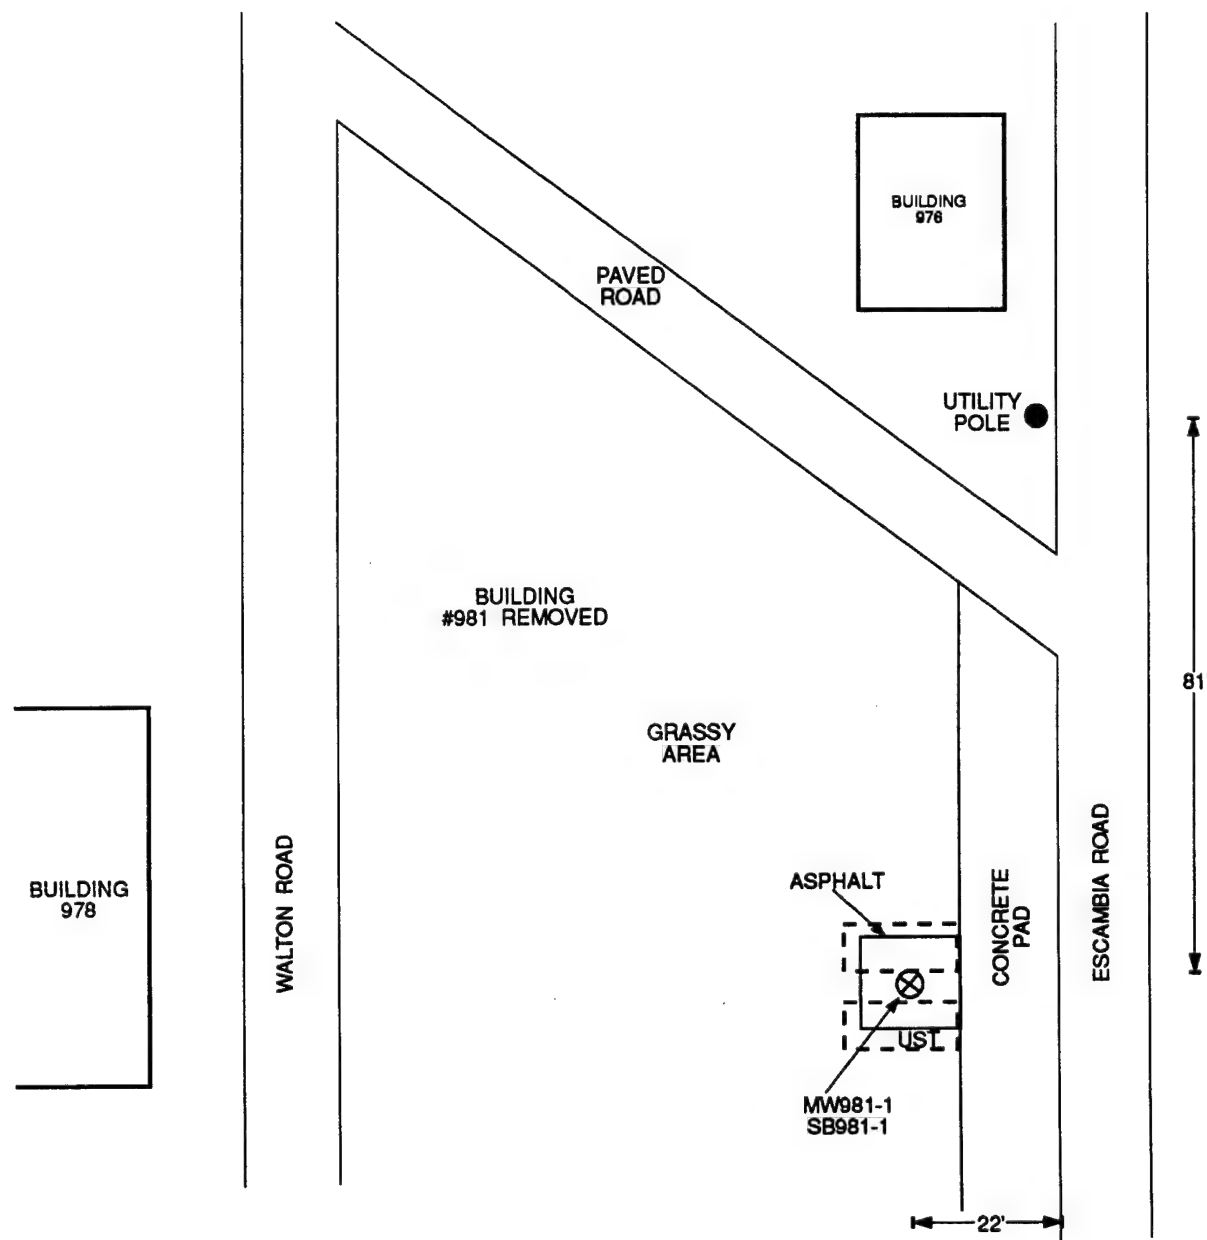 BUILDING
976
PAVED
ROAD
UTILITY
POLE
BUILDING
#981 REMOVED
81
GRASSY
AREA
BUILDING
978
WALTON ROAD
ASPHALT
CONCRETE
PAD
ESCAMBIA ROAD
UST
MW981-1
SB981-1
22'